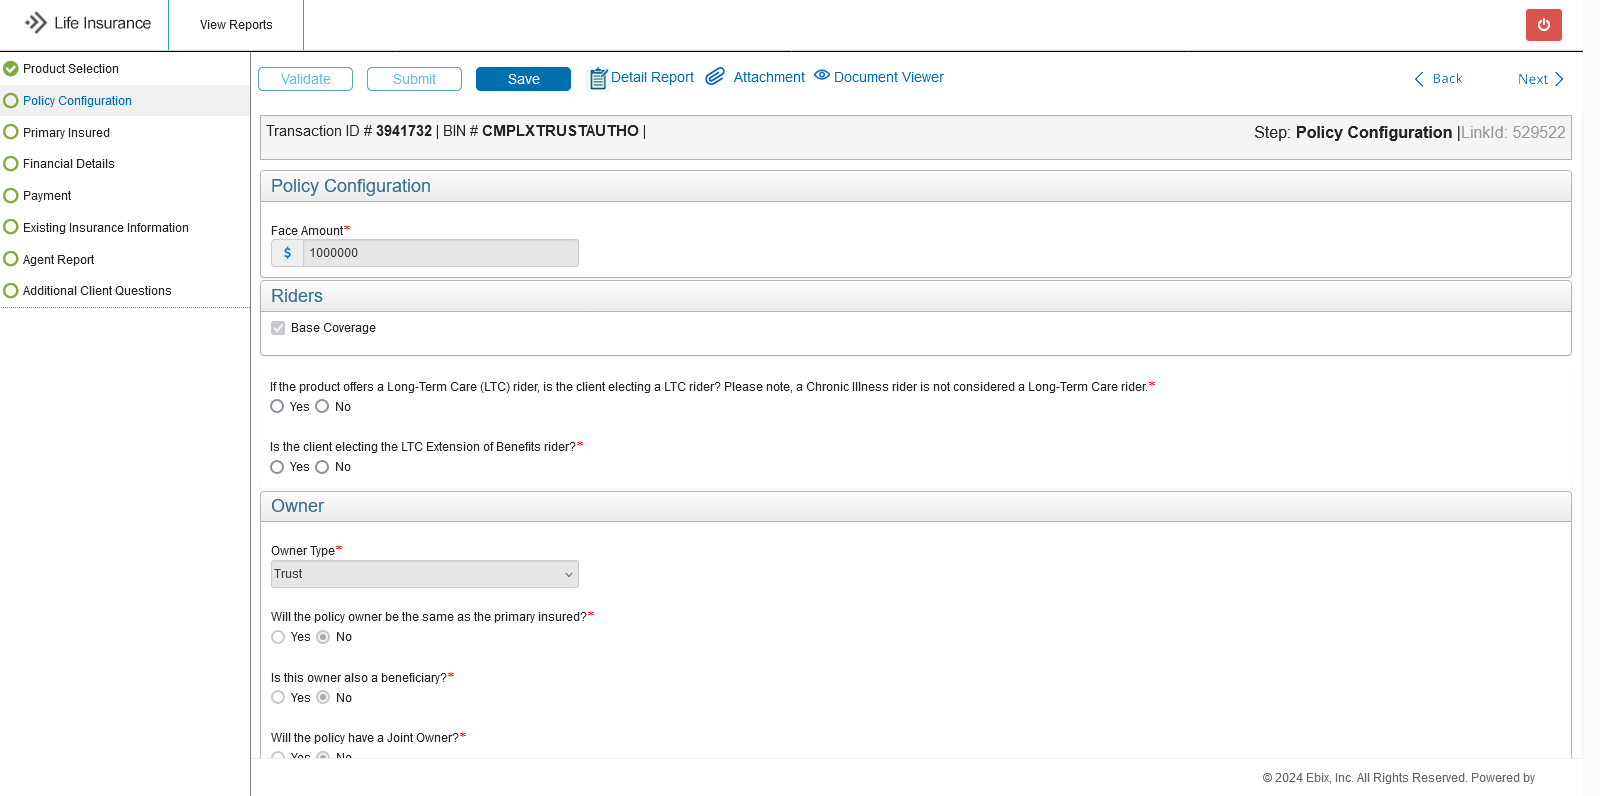 Life Insurance
View Reports
Product Selection
Policy Configuration
Primary Insured
Financial Details
Payment
Existing Insurance Information
Agent Report
Additional Client Questions
Validate Submit Save Detail Report Attachment Document Viewer Back Next
Transaction ID # 3941732 | BIN # CMPLXTRUSTAUTHO |
Step: Policy Configuration |LinkId: 529522
Policy Configuration
Face Amount*
$ 1000000
Riders
Base Coverage
If the product offers a Long-Term Care (LTC) rider, is the client electing a LTC rider? Please note, a Chronic Illness rider is not considered a Long-Term Care rider.*
Yes No
Is the client electing the LTC Extension of Benefits rider?*
Yes No
Owner
Owner Type*
Trust
Will the policy owner be the same as the primary insured?*
Yes No
Is this owner also a beneficiary?*
Yes No
Will the policy have a Joint Owner?*
Yes No
© 2024 Ebix, Inc. All Rights Reserved. Powered by